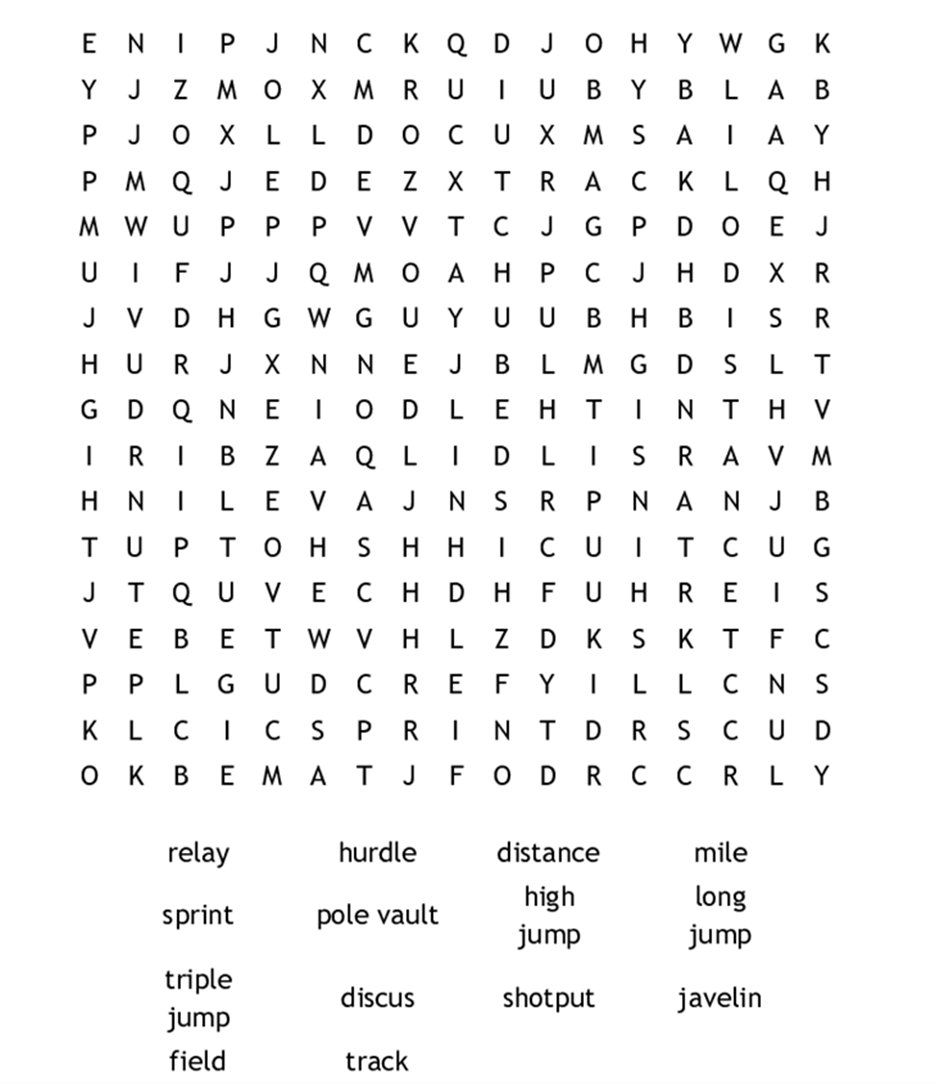 E N I P J N C K Q D J O H Y W G K
Y J Z M O X M R U I U B Y B L A B
P J O X L L D O C U X M S A I A Y
P M Q J E D E Z X T R A C K L Q H
M W U P P P V V T C J G P D O E J
U I F J J Q M O A H P C J H D X R
J V D H G W G U Y U U B H B I S R
H U R J X N N E J B L M G D S L T
G D Q N E I O D L E H T I N T H V
I R I B Z A Q L I D L I S R A V M
H N I L E V A J N S R P N A N J B
T U P T O H S H H I C U I T C U G
J T Q U V E C H D H F U H R E I S
V E B E T W V H L Z D K S K T F C
P P L G U D C R E F Y I L L C N S
K L C I C S P R I N T D R S C U D
O K B E M A T J F O D R C C R L Y
relay hurdle distance mile
sprint pole vault high jump long jump
triple jump discus shotput javelin
field track